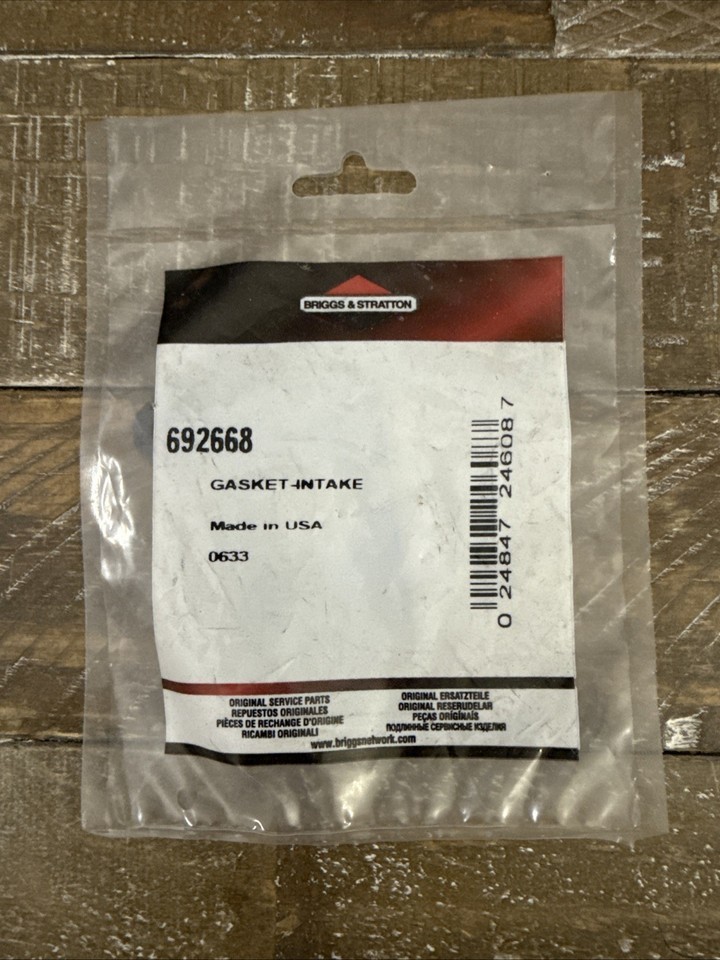 BRIGGS & STRATTON
692668
GASKET-INTAKE
Made in USA
0633
0 24847 24608 7
ORIGINAL SERVICE PARTS
REPUESTOS ORIGINALES
PIÈCES DE RECHANGE D'ORIGINE
RICAMBI ORIGINALI
ORIGINAL ERSATZTEILE
ORIGINAL RESERUDELAR
PEÇAS ORIGINAIS
ПОДЛИННЫЕ СЕРВИСНЫЕ ИЗДЕЛИЯ
www.briggsnetwork.com